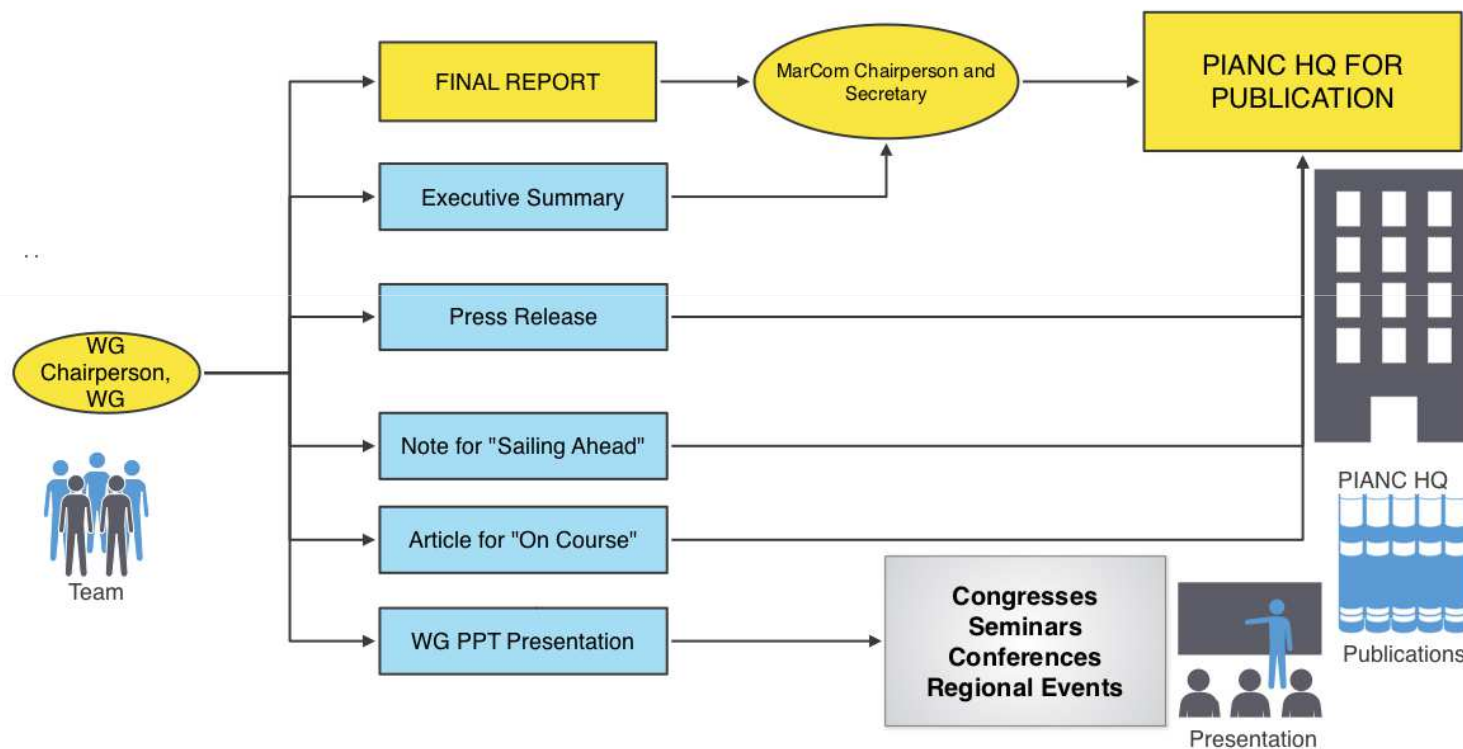 FINAL REPORT
MarCom Chairperson and
Secretary
PIANC HQ FOR
PUBLICATION
Executive Summary
Press Release
WG
Chairperson,
WG
Note for "Sailing Ahead"
Article for "On Course"
WG PPT Presentation
Team
Congresses
Seminars
Conferences
Regional Events
PIANC HQ
Publications
Presentation